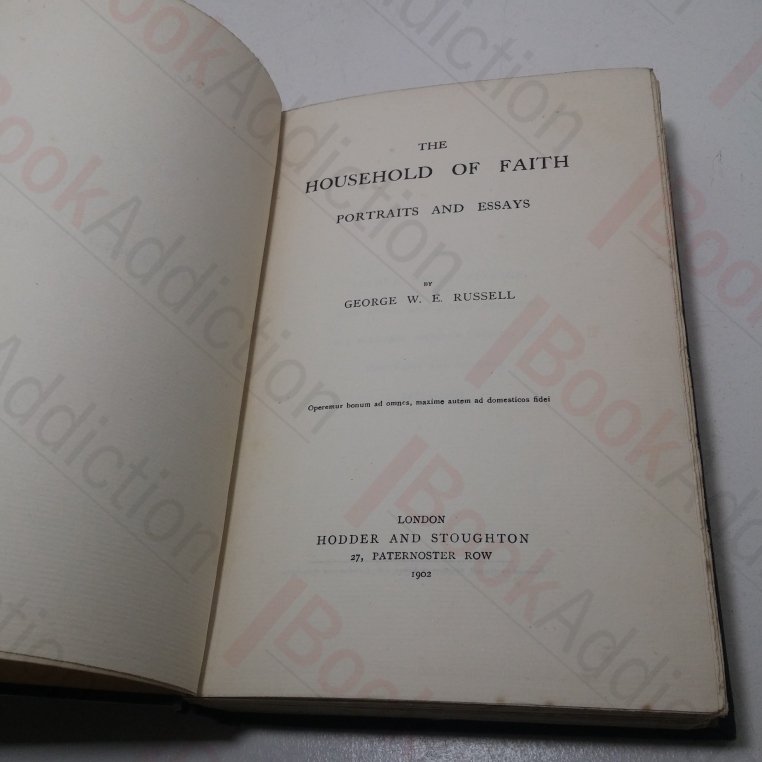 THE
HOUSEHOLD OF FAITH
PORTRAITS AND ESSAYS
BY
GEORGE W. E. RUSSELL
Operemur bonum ad omnes, maxime autem ad domesticos fidei
LONDON
HODDER AND STOUGHTON
27, PATERNOSTER ROW
1902
BookAddiction